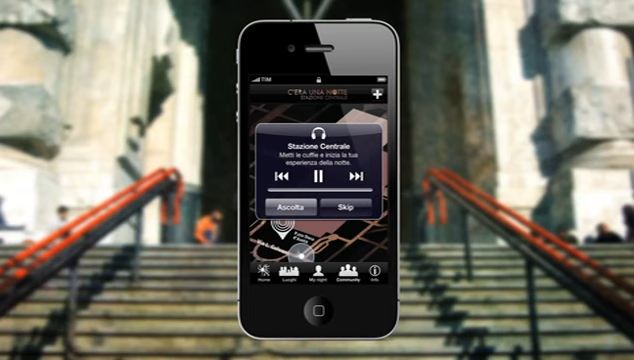 TIM
C'ERA UNA NOTTE
STAZIONE CENTRALE
Stazione Centrale
Metti le cuffie e inizia la tua
esperienza della notte.
Ascolta
Skip
Home
Luoghi
My night
Community
Info